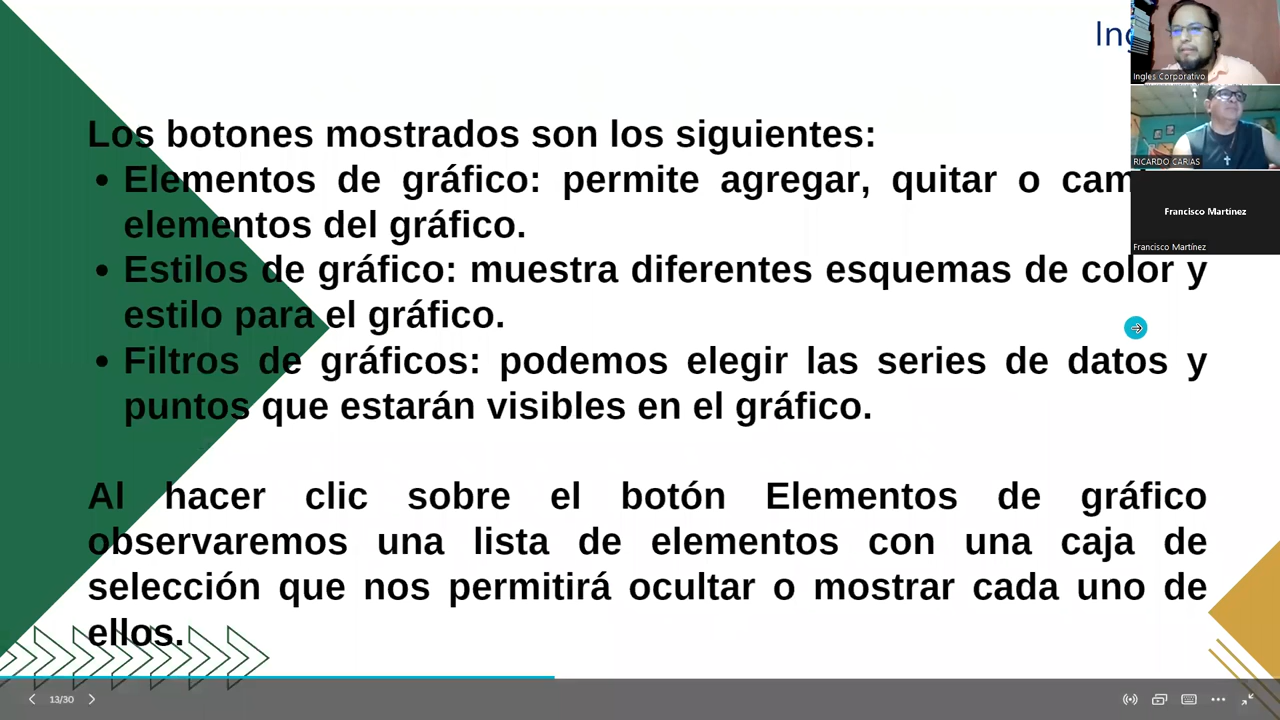 Los botones mostrados son los siguientes:
• Elementos de gráfico: permite agregar, quitar o
elementos del gráfico.
• Estilos de gráfico: muestra diferentes esquemas de color y
estilo para el gráfico.
• Filtros de gráficos: podemos elegir las series de datos y
puntos que estarán visibles en el gráfico.
Al hacer clic sobre el botón Elementos de gráfico
observaremos una lista de elementos con una caja de
selección que nos permitirá ocultar o mostrar cada uno de
ellos.
Ingles Corporativo
RICARDO CARIAS
Francisco Martínez
Francisco Martínez
13/30